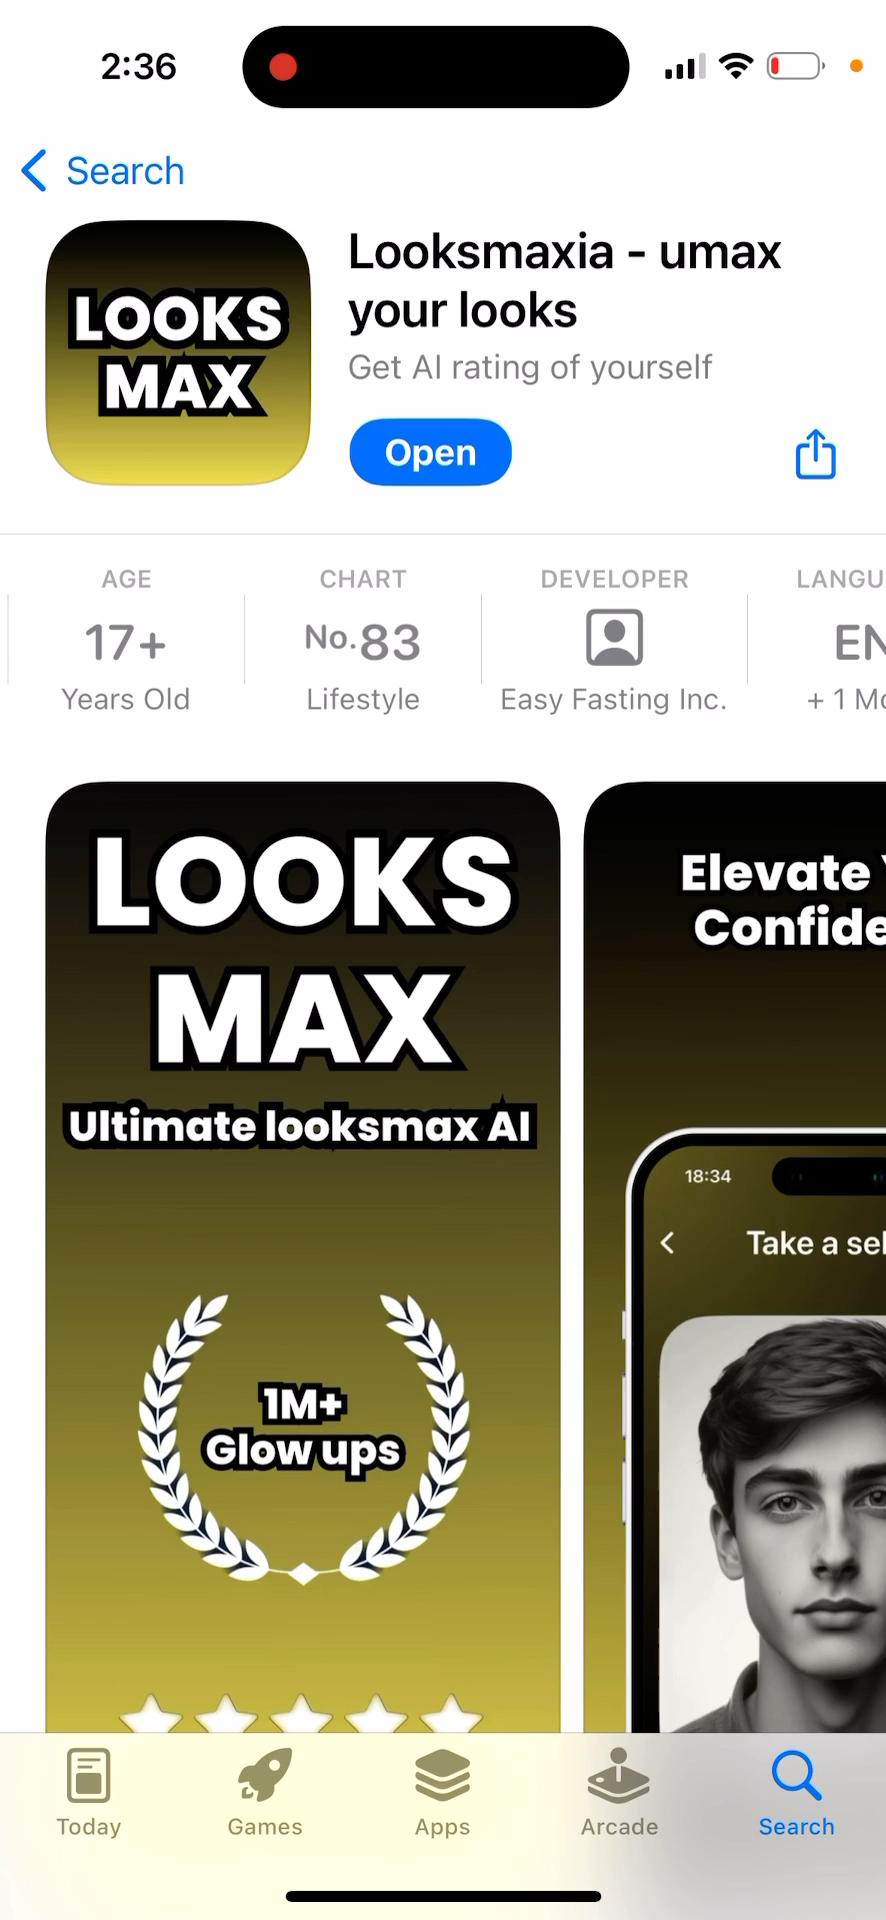 2:36
Search
LOOKS
MAX
Looksmaxia - umax
your looks
Get AI rating of yourself
Open
AGE
17+
Years Old
CHART
No.83
Lifestyle
DEVELOPER
Easy Fasting Inc.
LANGU
EN
+ 1 Mo
LOOKS
MAX
Ultimate looksmax AI
1M+
Glow ups
Elevate
Confide
18:34
Take a sel
Today
Games
Apps
Arcade
Search